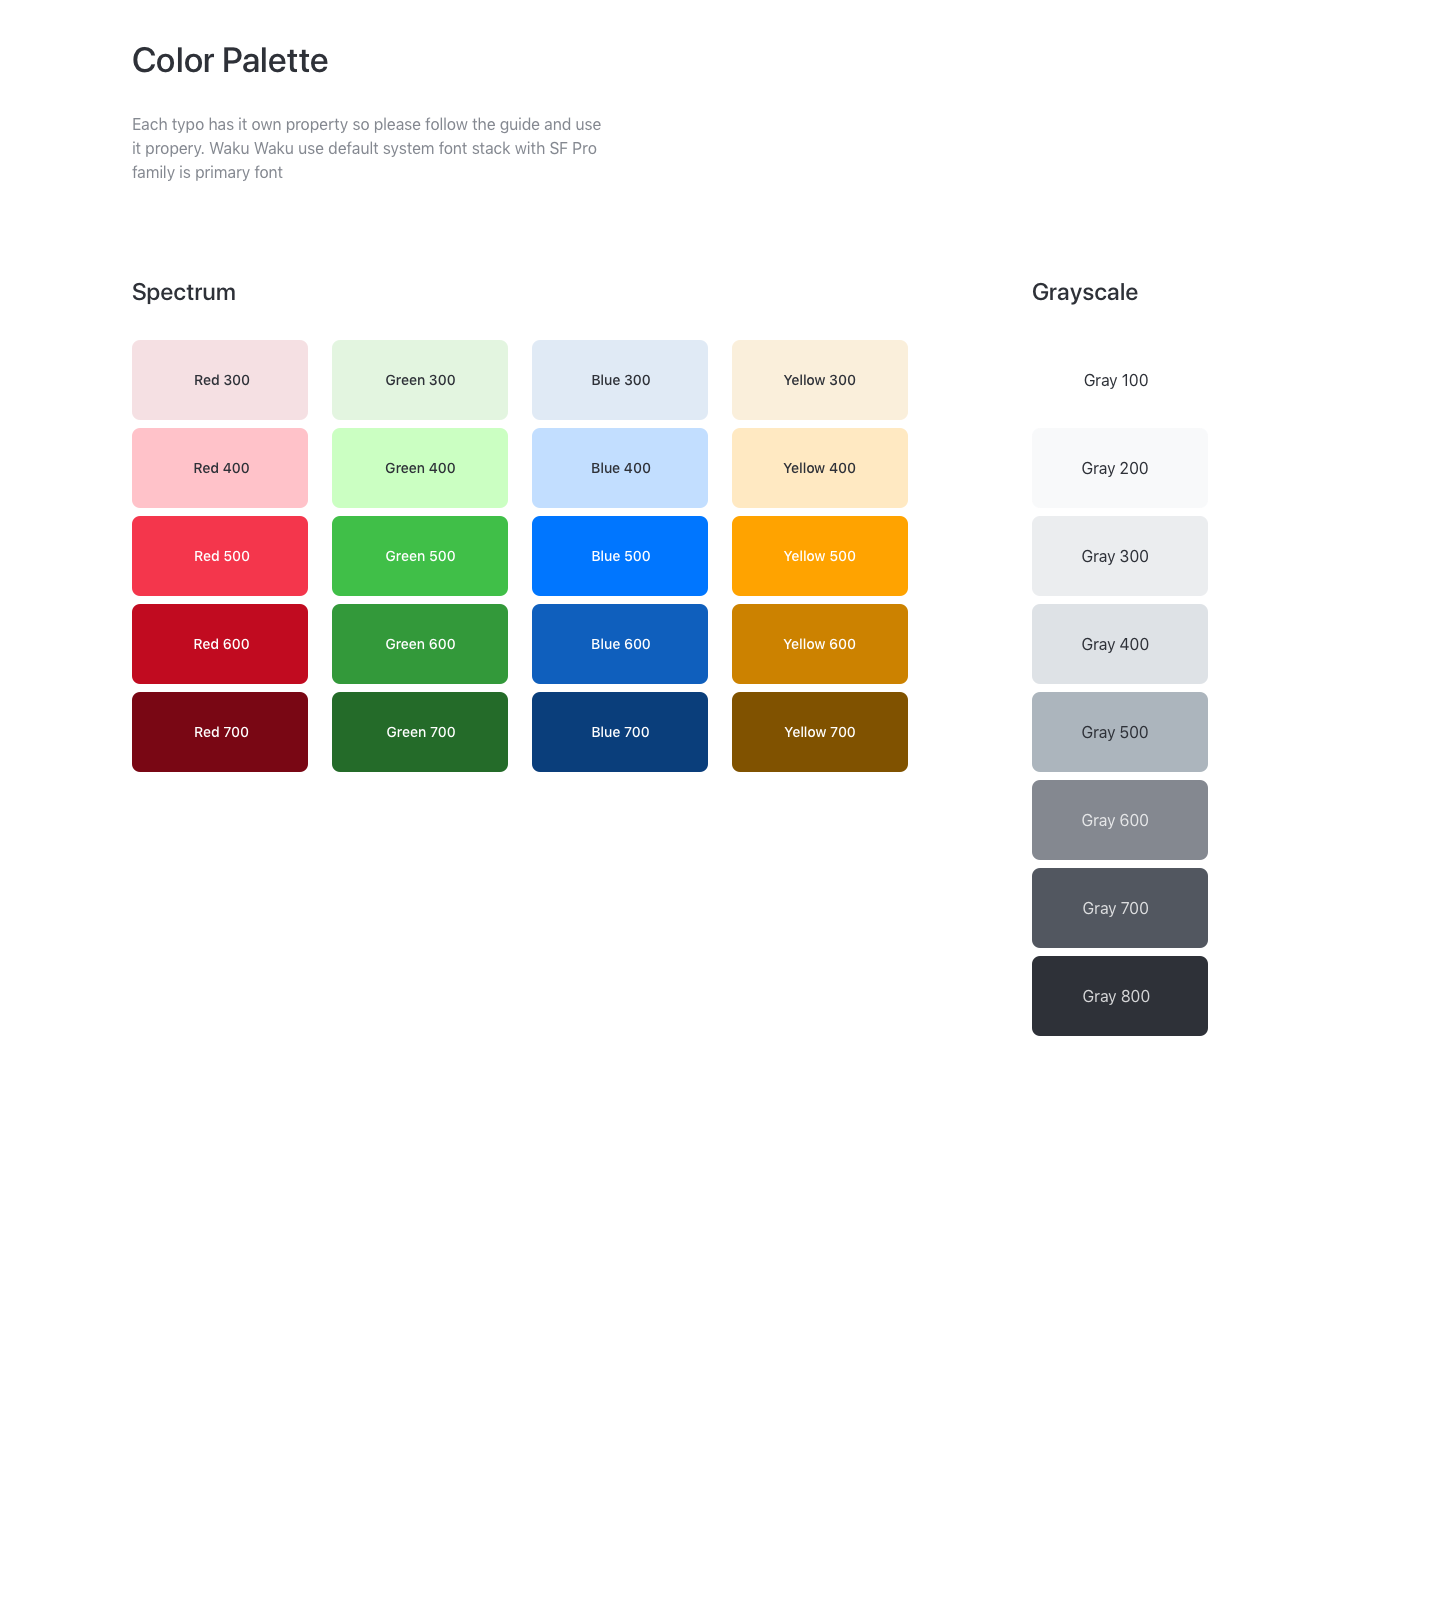 Color Palette
Each typo has it own property so please follow the guide and use
it propery. Waku Waku use default system font stack with SF Pro
family is primary font
Spectrum
Grayscale
Red 300
Green 300
Blue 300
Yellow 300
Gray 100
Red 400
Green 400
Blue 400
Yellow 400
Gray 200
Red 500
Green 500
Blue 500
Yellow 500
Gray 300
Red 600
Green 600
Blue 600
Yellow 600
Gray 400
Red 700
Green 700
Blue 700
Yellow 700
Gray 500
Gray 600
Gray 700
Gray 800